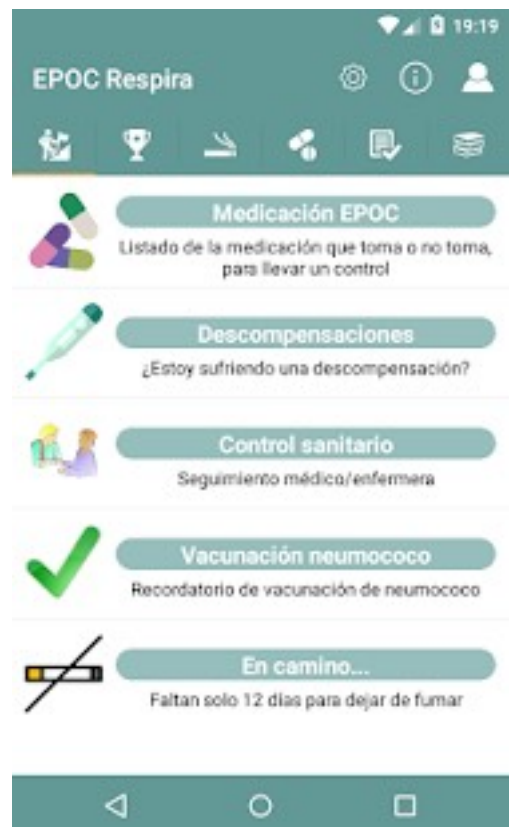 19:19
EPOC Respira
Medicación EPOC
Listado de la medicación que toma o no toma,
para llevar un control
Descompensaciones
¿Estoy sufriendo una descompensación?
Control sanitario
Seguimiento médico/enfermera
Vacunación neumococo
Recordatorio de vacunación de neumococo
En camino...
Faltan solo 12 dias para dejar de fumar